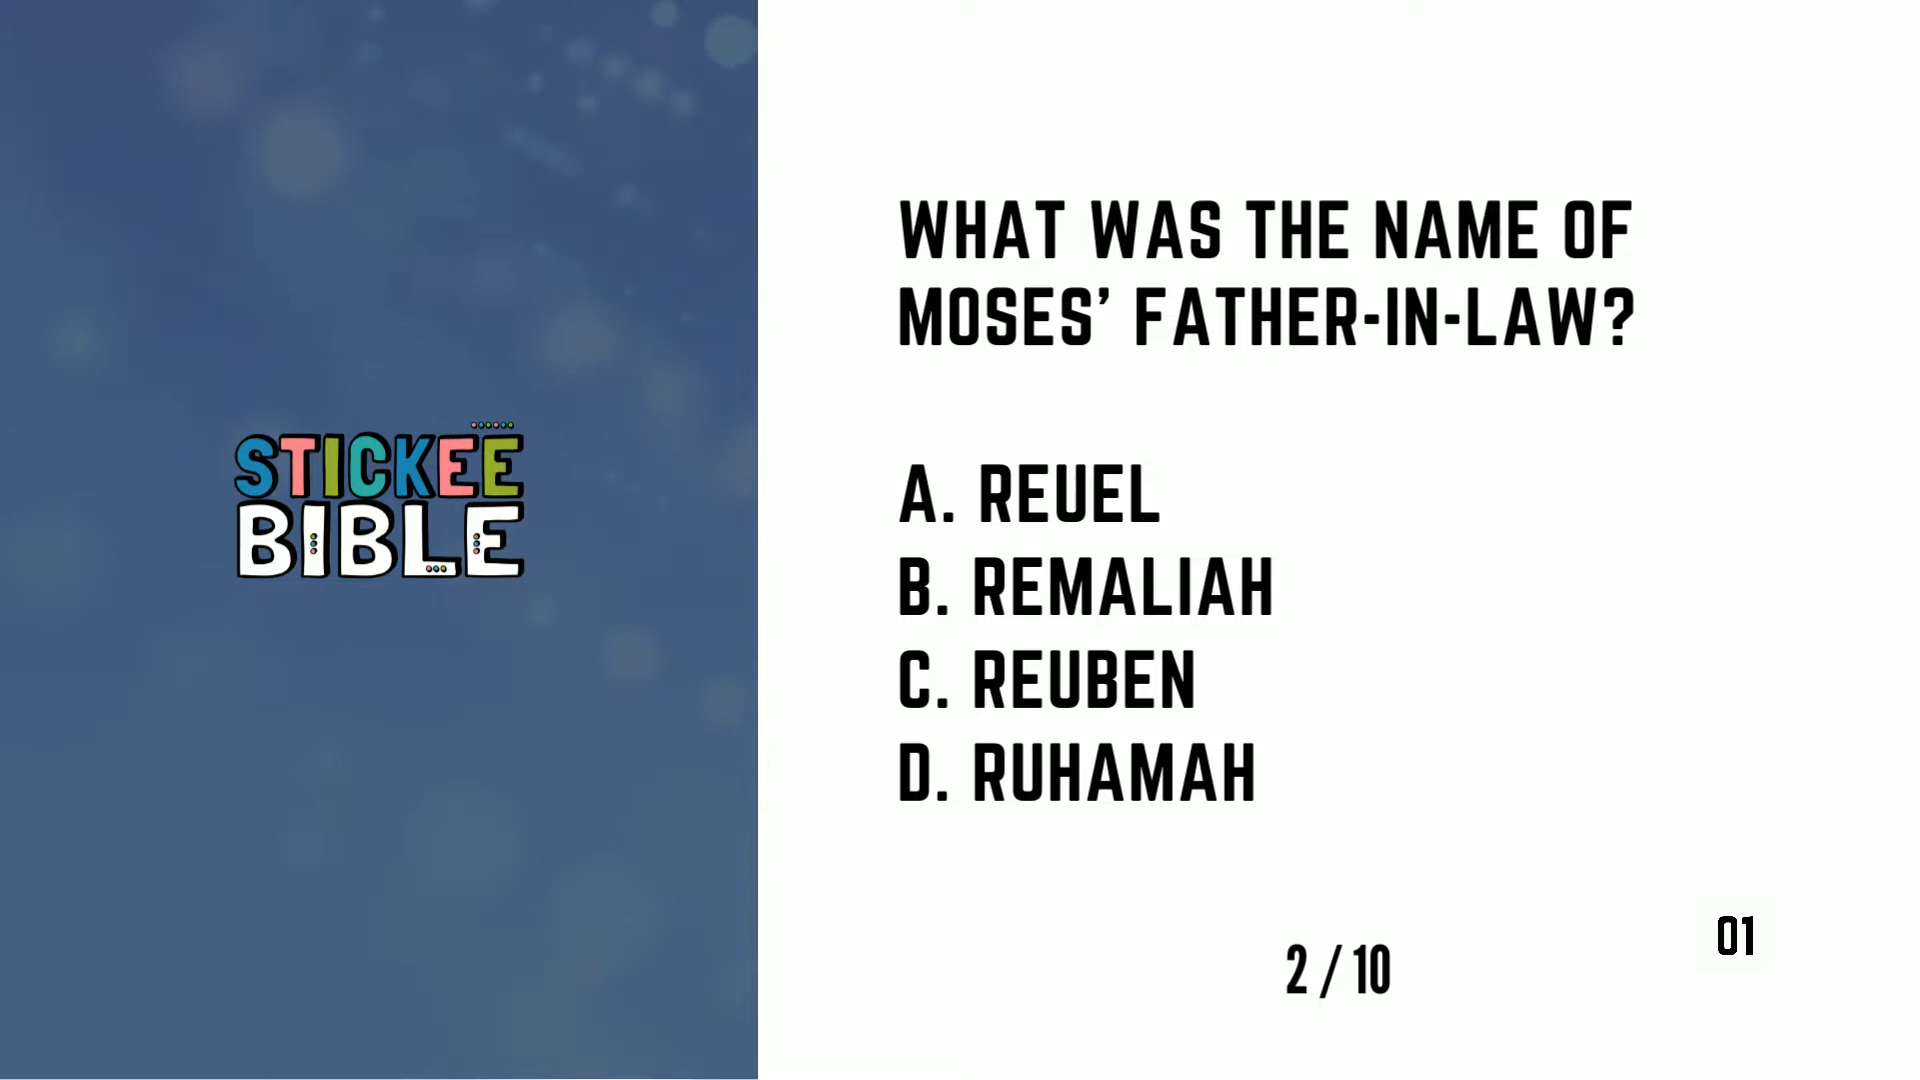 STICKEE
BIBLE
WHAT WAS THE NAME OF
MOSES’ FATHER-IN-LAW?
A. REUEL
B. REMALIAH
C. REUBEN
D. RUHAMAH
01
2 / 10